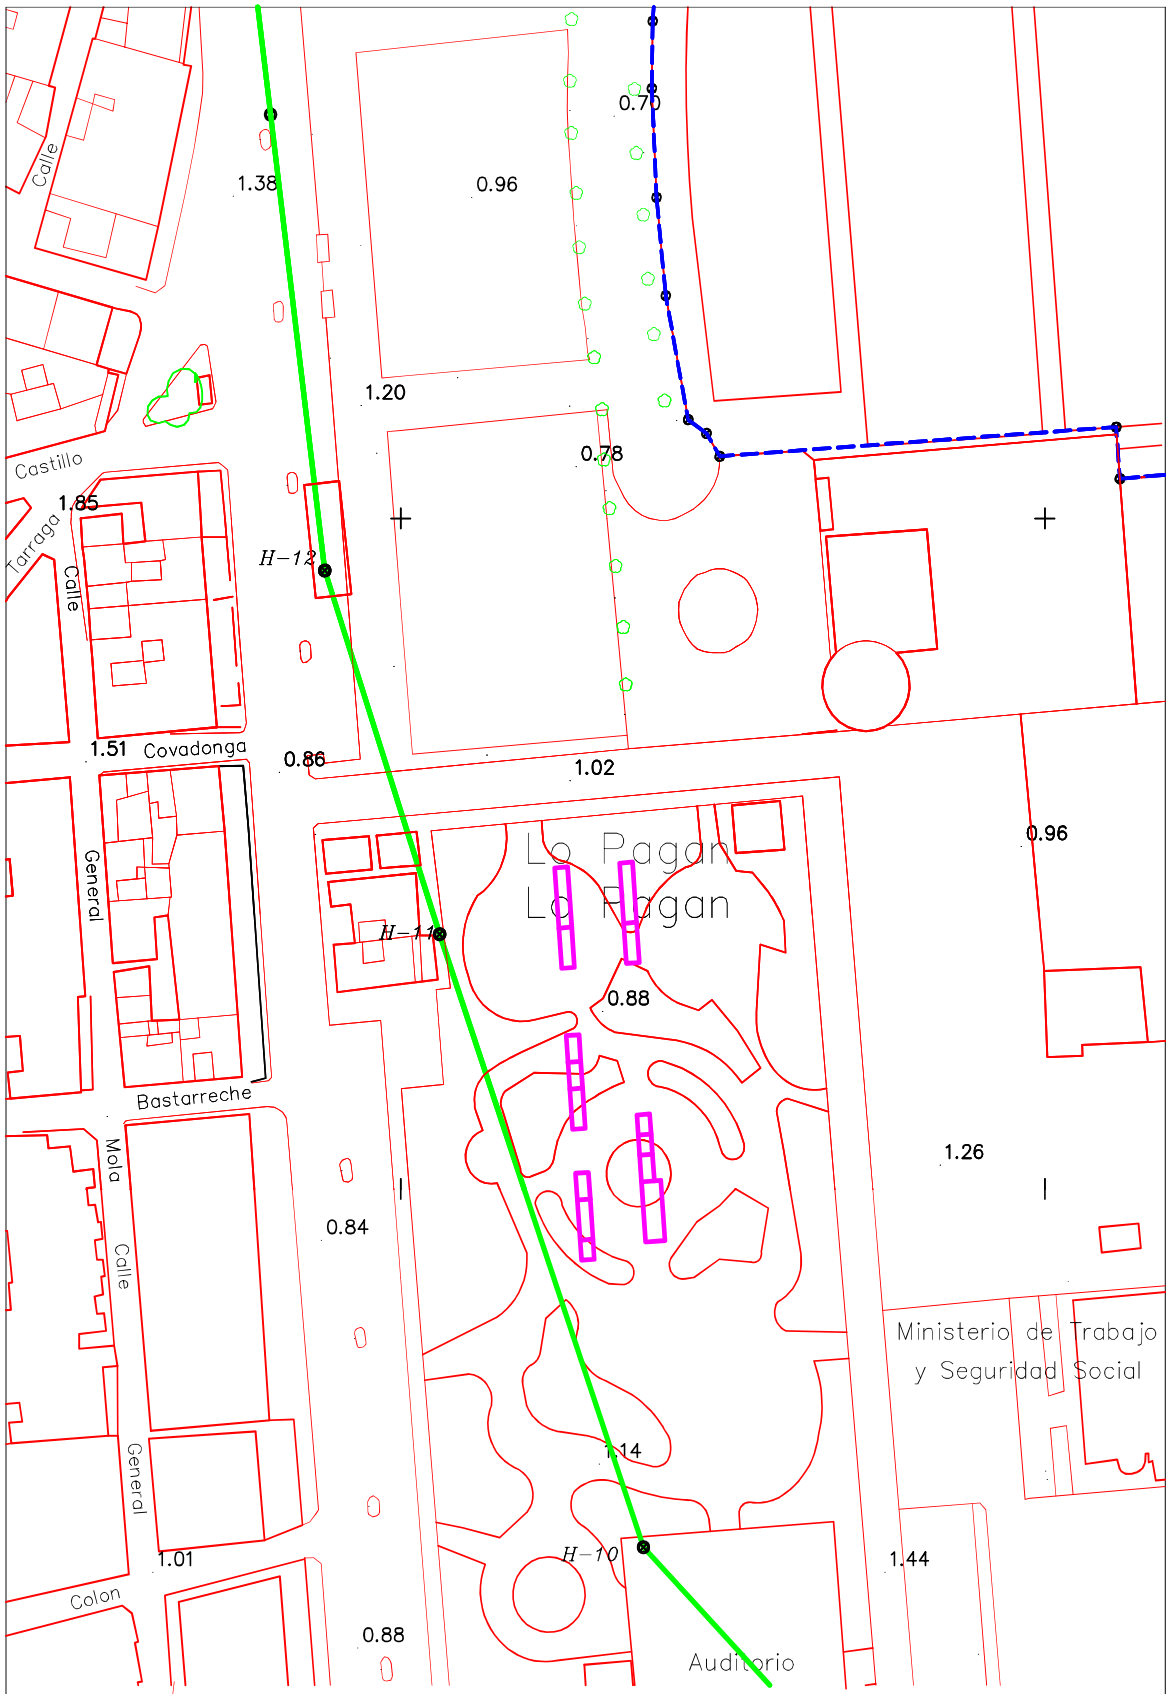 0.70
Calle
1.38
0.96
1.20
0.78
Castillo
1.85
Tarraga
H-12
Calle
1.51
Covadonga
0.86
1.02
0.96
Lo Pagan
General
Lo Pagan
H-11
0.88
Bastarreche
Mola
1.26
0.84
Calle
Ministerio de Trabajo
y Seguridad Social
1.14
General
H-10
1.01
1.44
Colon
0.88
Auditorio